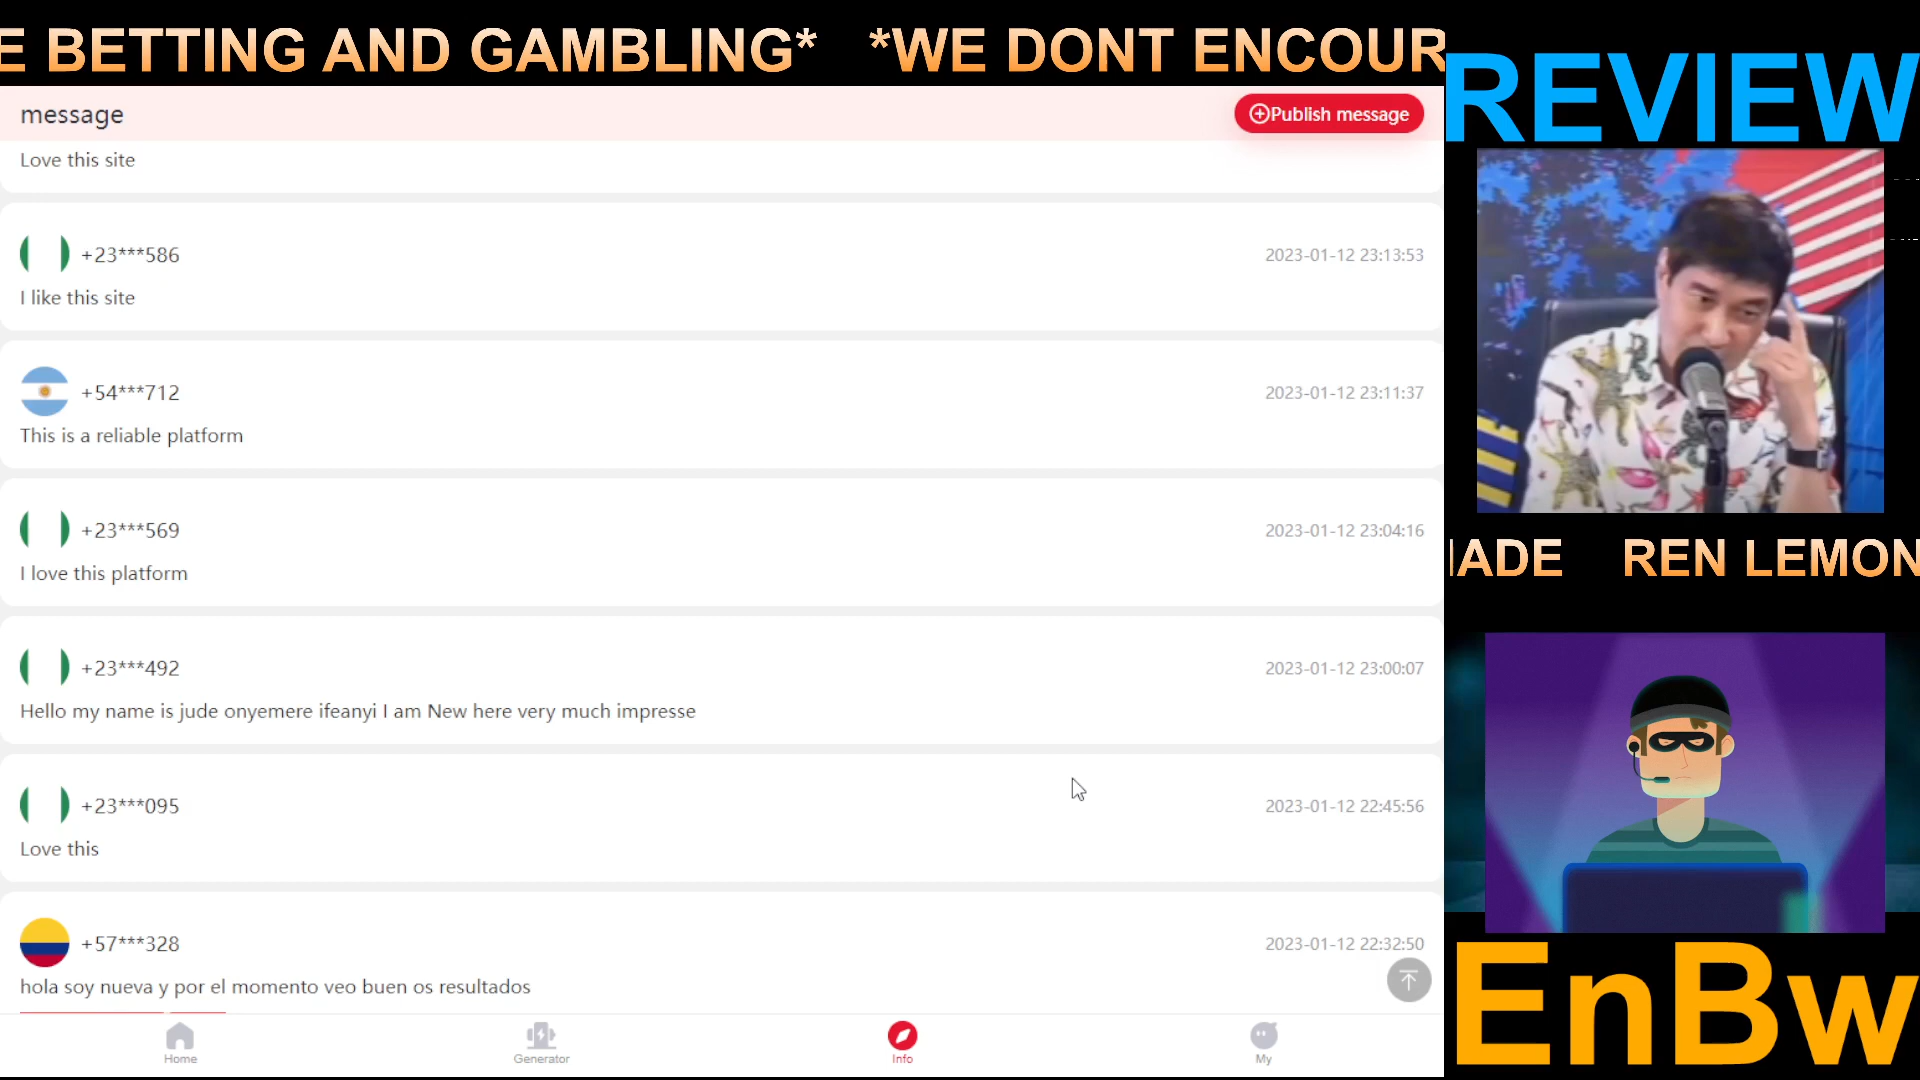 E BETTING AND GAMBLING* *WE DONT ENCOUR
REVIEW
message
Publish message
Love this site
+23***586
2023-01-12 23:13:53
I like this site
+54***712
2023-01-12 23:11:37
This is a reliable platform
+23***569
2023-01-12 23:04:16
I love this platform
IADE REN LEMON
+23***492
2023-01-12 23:00:07
Hello my name is jude onyemere ifeanyi I am New here very much impresse
+23***095
2023-01-12 22:45:56
Love this
+57***328
2023-01-12 22:32:50
hola soy nueva y por el momento veo buen os resultados
EnBw
Home
Generator
Info
My